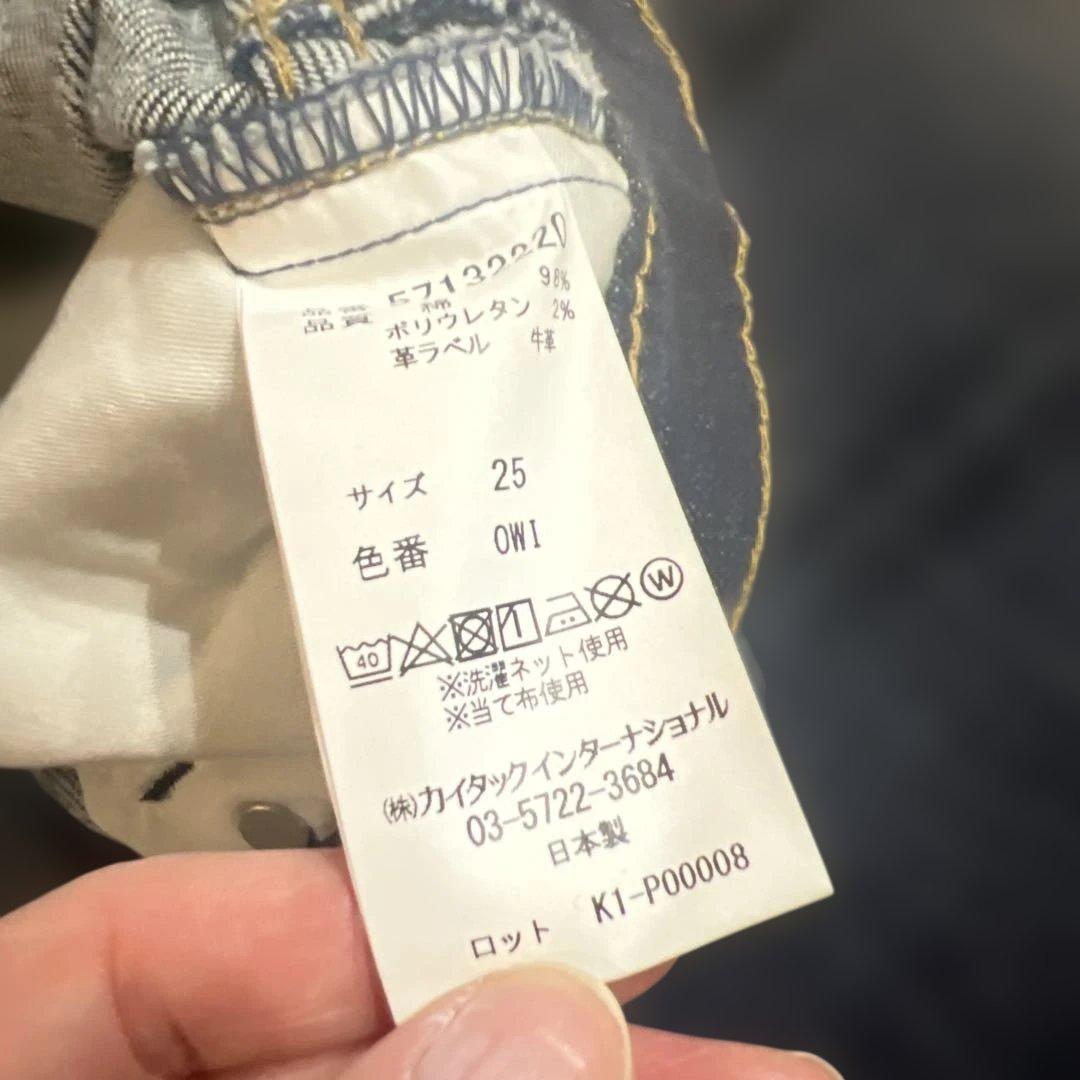 品番 57132220
品質 綿 98%
ポリウレタン 2%
革ラベル 牛革
サイズ 25
色番 OWI
40 W
※洗濯ネット使用
※当て布使用
(株)カイタックインターナショナル
03-5722-3684
日本製
ロット K1-P00008